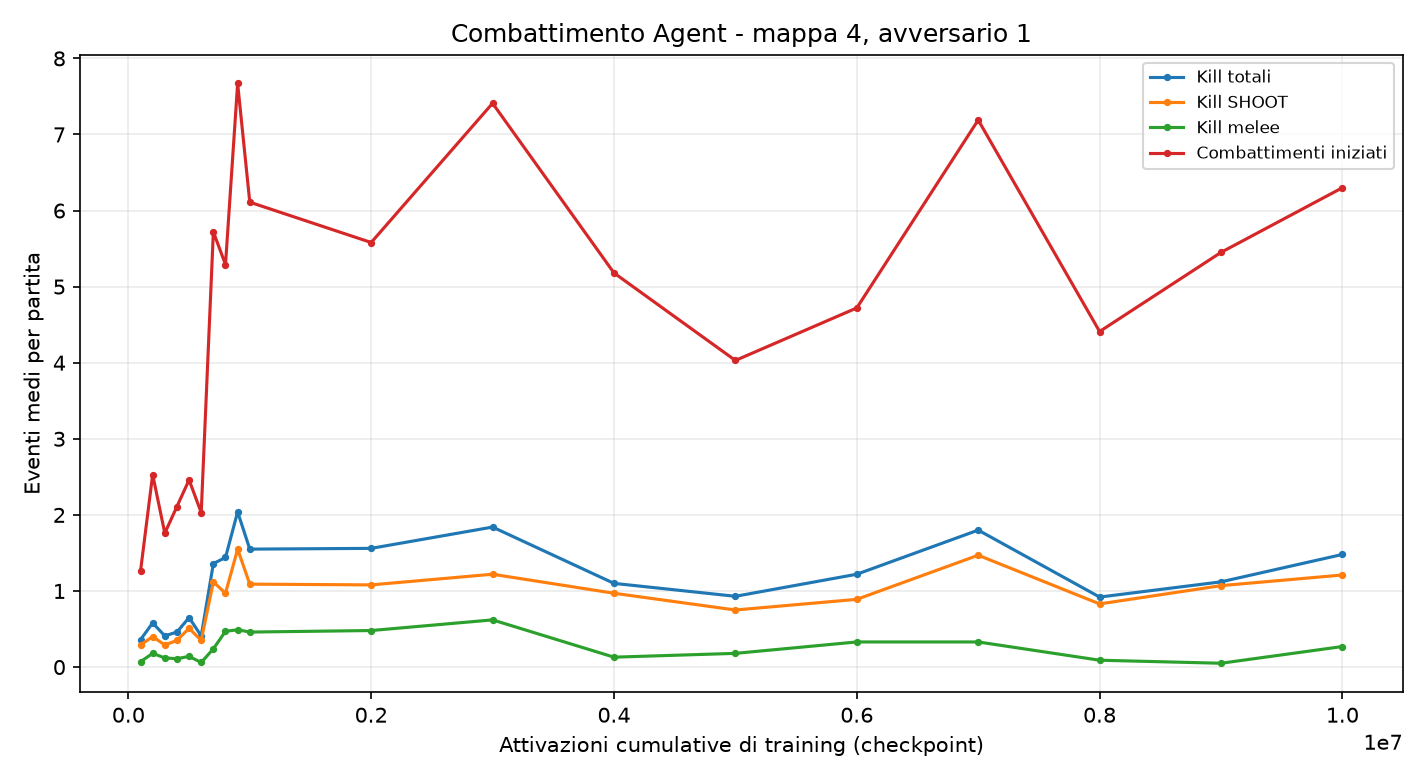 Combattimento Agent - mappa 4, avversario 1
Kill totali
Kill SHOOT
Kill melee
Combattimenti iniziati
Eventi medi per partita
8
7
6
5
4
3
2
1
0
0.0 0.2 0.4 0.6 0.8 1.0
1e7
Attivazioni cumulative di training (checkpoint)